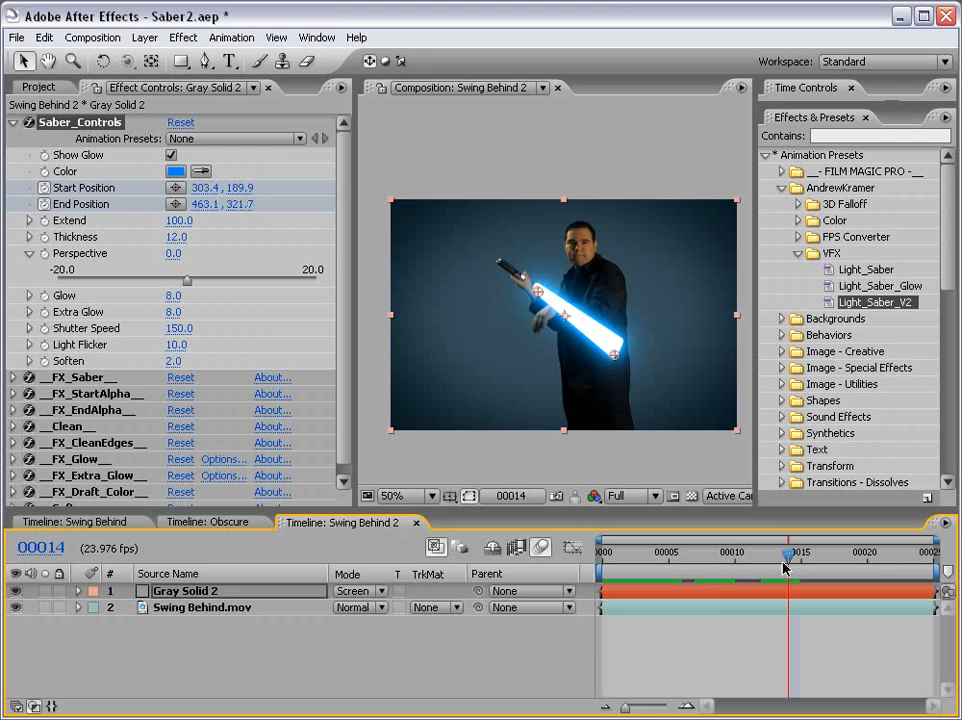 Adobe After Effects - Saber2.aep *
File Edit Composition Layer Effect Animation View Window Help
Workspace: Standard
Project Effect Controls: Gray Solid 2
Swing Behind 2 * Gray Solid 2
Saber_Controls Reset
Animation Presets: None
Show Glow
Color
Start Position 303.4, 189.9
End Position 463.1, 321.7
Extend 100.0
Thickness 12.0
Perspective 0.0
-20.0 20.0
Glow 8.0
Extra Glow 8.0
Shutter Speed 150.0
Light Flicker 10.0
Soften 2.0
__FX_Saber__ Reset About...
__FX_StartAlpha__ Reset About...
__FX_EndAlpha__ Reset About...
__Clean__ Reset About...
__FX_CleanEdges__ Reset About...
__FX_Glow__ Reset Options... About...
__FX_Extra_Glow__ Reset Options... About...
__FX_Draft_Color__ Reset About...
Composition: Swing Behind 2
50% 00014 Full Active Car
Time Controls
Effects & Presets
Contains:
* Animation Presets
__- FILM MAGIC PRO -__
AndrewKramer
3D Falloff
Color
FPS Converter
VFX
Light_Saber
Light_Saber_Glow
Light_Saber_V2
Backgrounds
Behaviors
Image - Creative
Image - Special Effects
Image - Utilities
Shapes
Sound Effects
Synthetics
Text
Transform
Transitions - Dissolves
Timeline: Swing Behind Timeline: Obscure Timeline: Swing Behind 2
00014 (23.976 fps)
0000 00005 00010 00015 00020 0002
# Source Name Mode T TrkMat Parent
1 Gray Solid 2 Screen None
2 Swing Behind.mov Normal None None